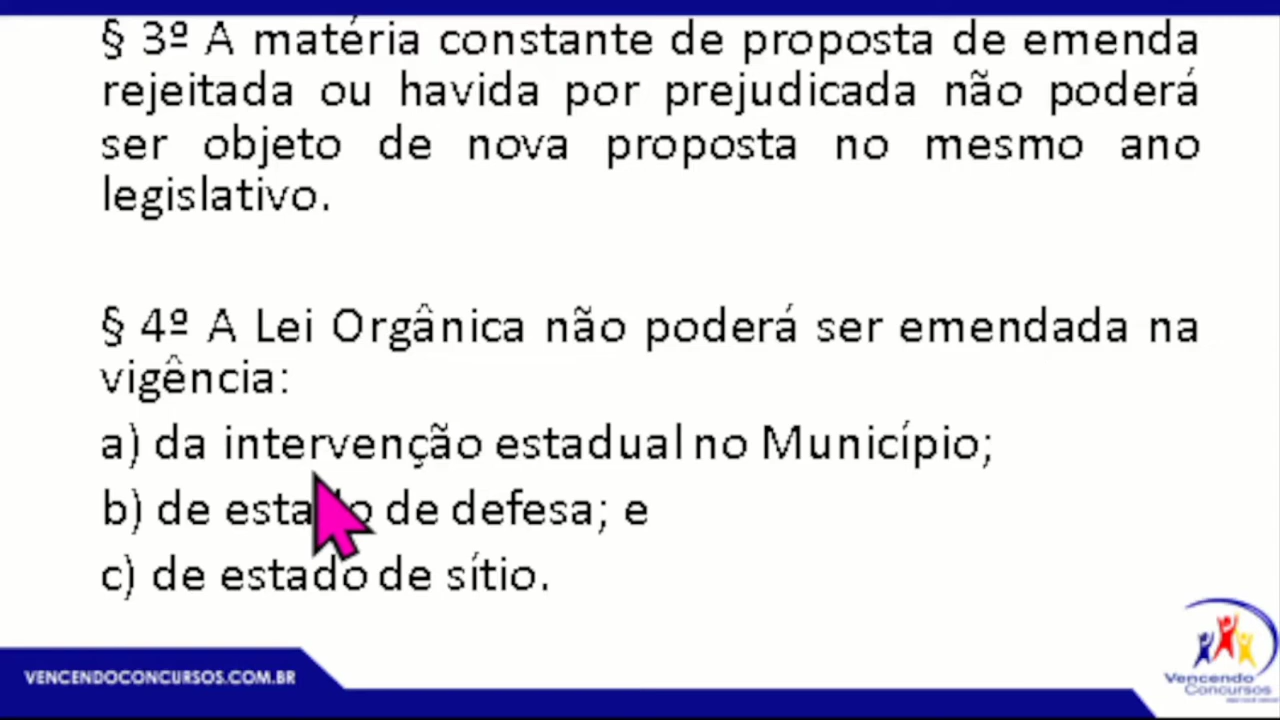 § 3º A matéria constante de proposta de emenda
rejeitada ou havida por prejudicada não poderá
ser objeto de nova proposta no mesmo ano
legislativo.
§ 4º A Lei Orgânica não poderá ser emendada na
vigência:
a) da intervenção estadual no Município;
b) de estado de defesa; e
c) de estado de sítio.
VENCENDOCONCURSOS.COM.BR
Vencendo
Concursos